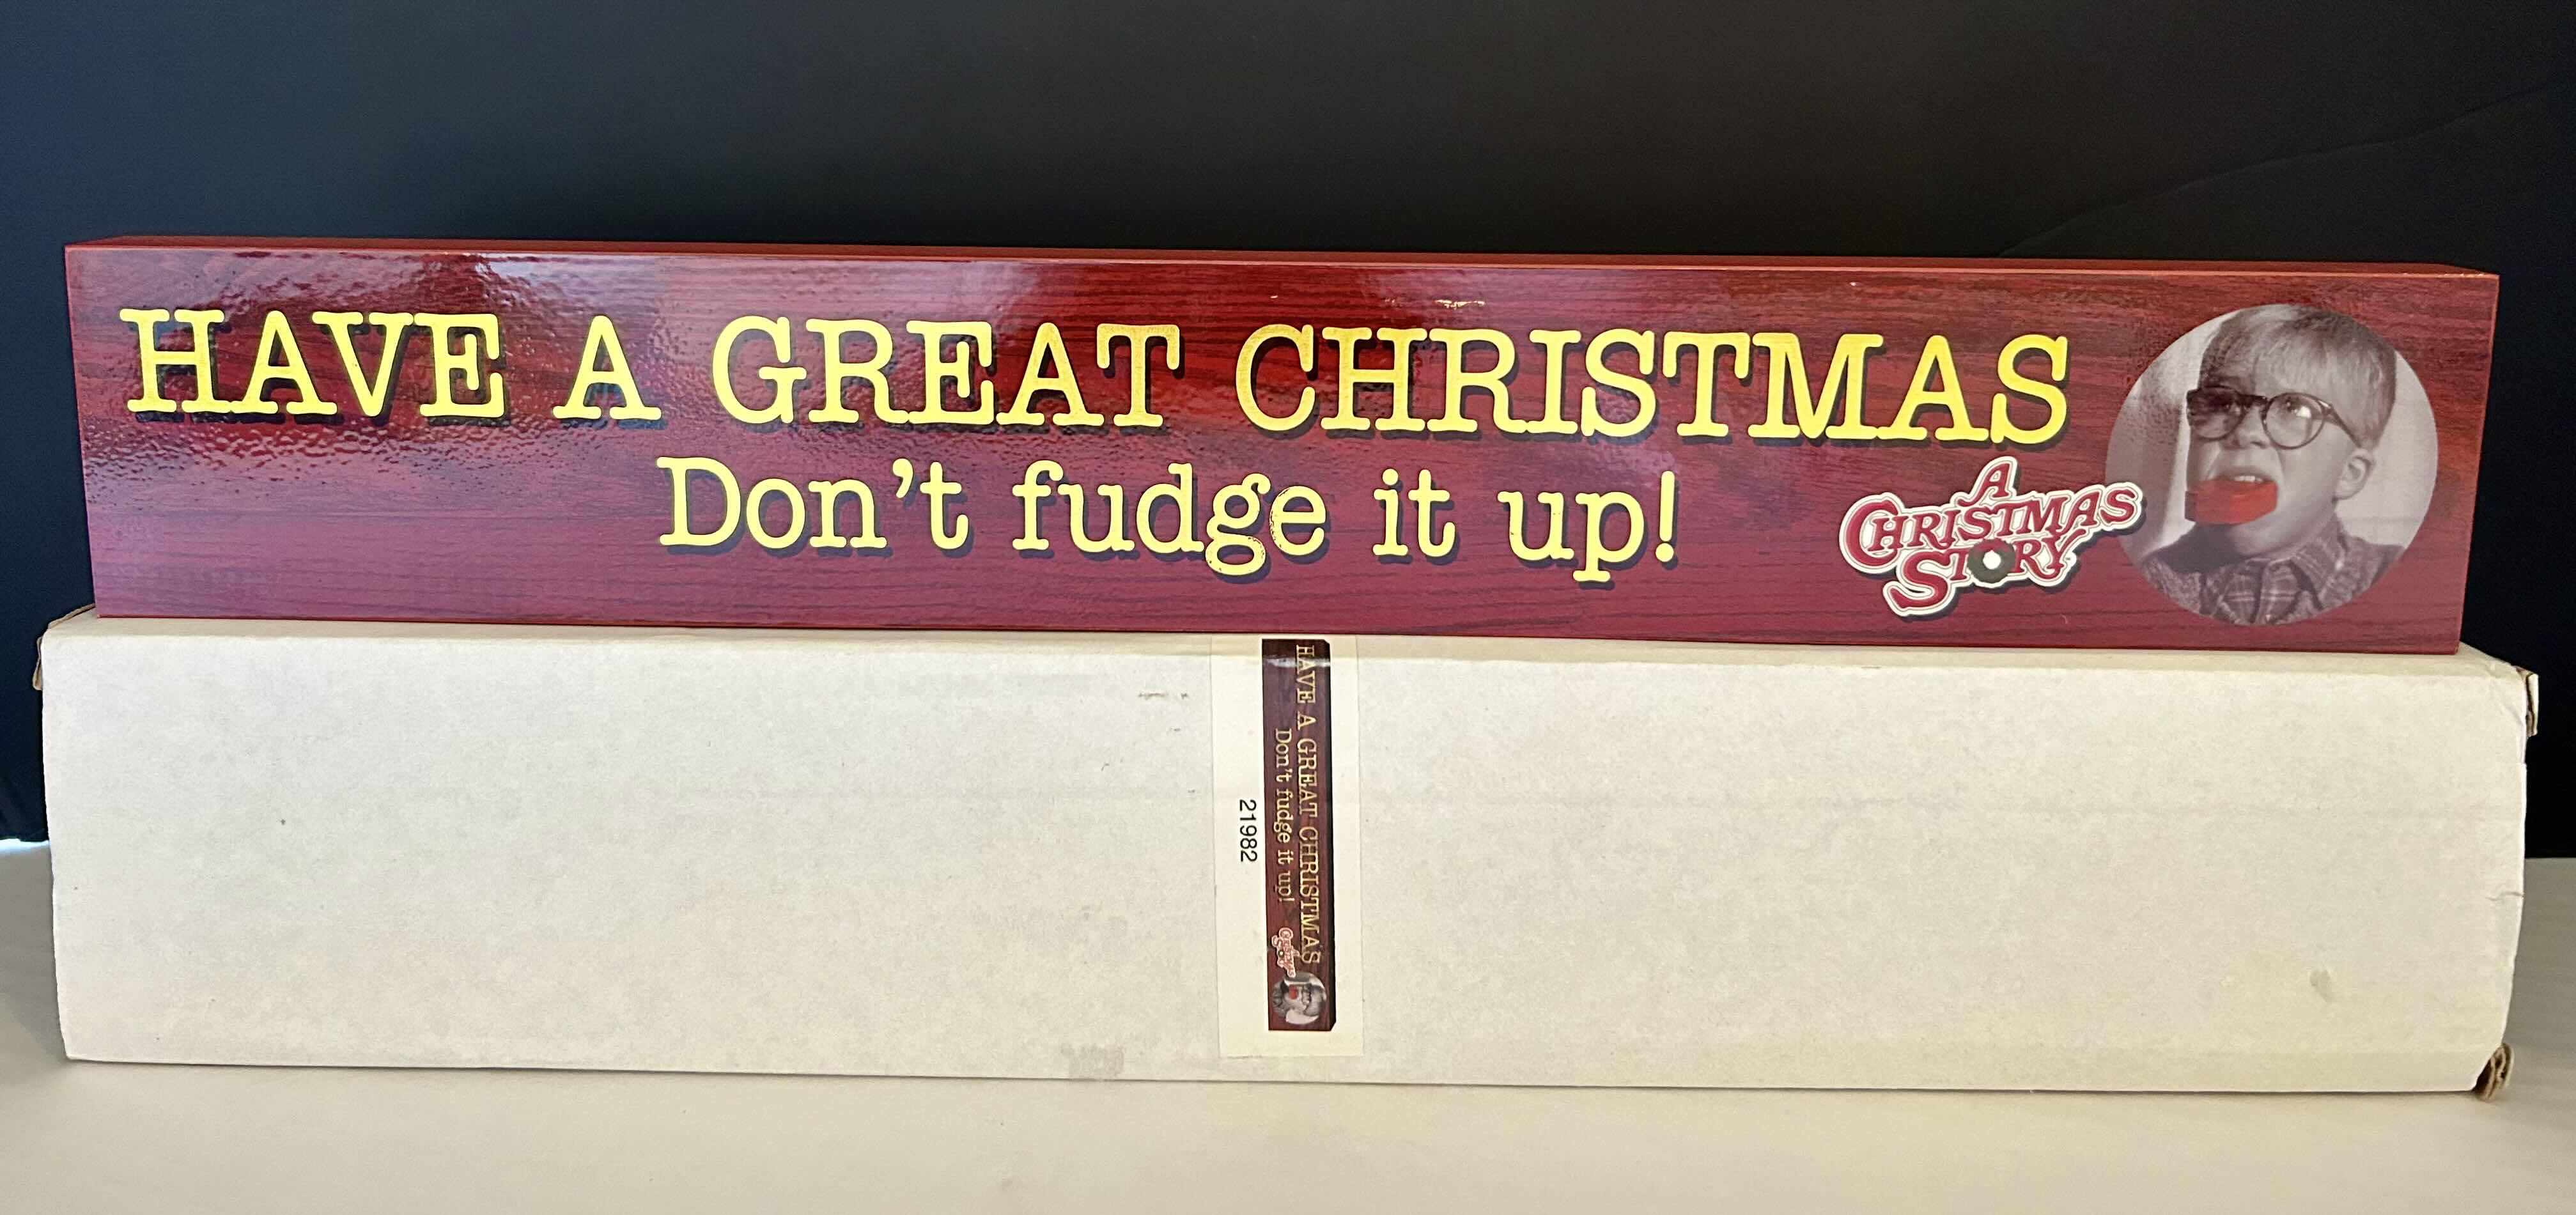 HAVE A GREAT CHRISTMAS
Don't fudge it up!
A
CHRISTMAS
STORY
HAVE A GREAT CHRISTMAS
Don't fudge it up!
21982